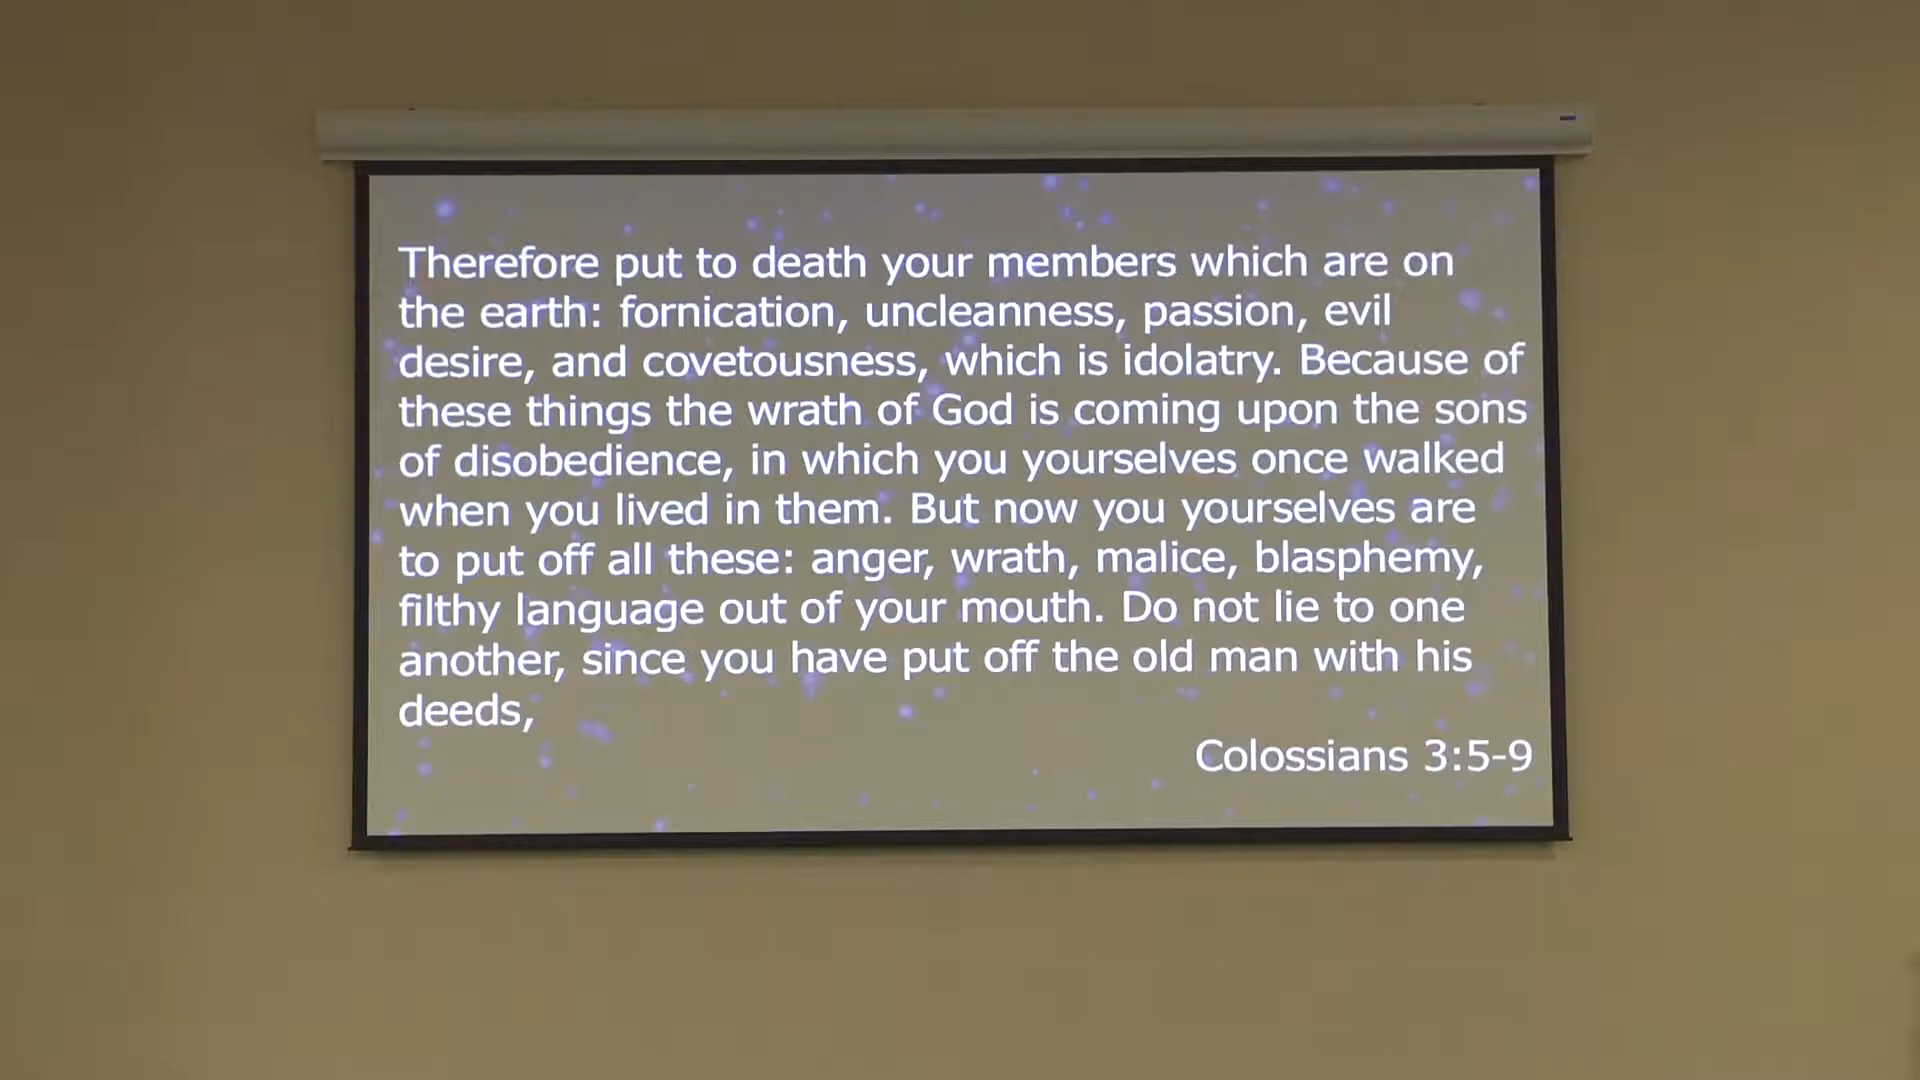 Therefore put to death your members which are on
the earth: fornication, uncleanness, passion, evil
desire, and covetousness, which is idolatry. Because of
these things the wrath of God is coming upon the sons
of disobedience, in which you yourselves once walked
when you lived in them. But now you yourselves are
to put off all these: anger, wrath, malice, blasphemy,
filthy language out of your mouth. Do not lie to one
another, since you have put off the old man with his
deeds,
Colossians 3:5-9